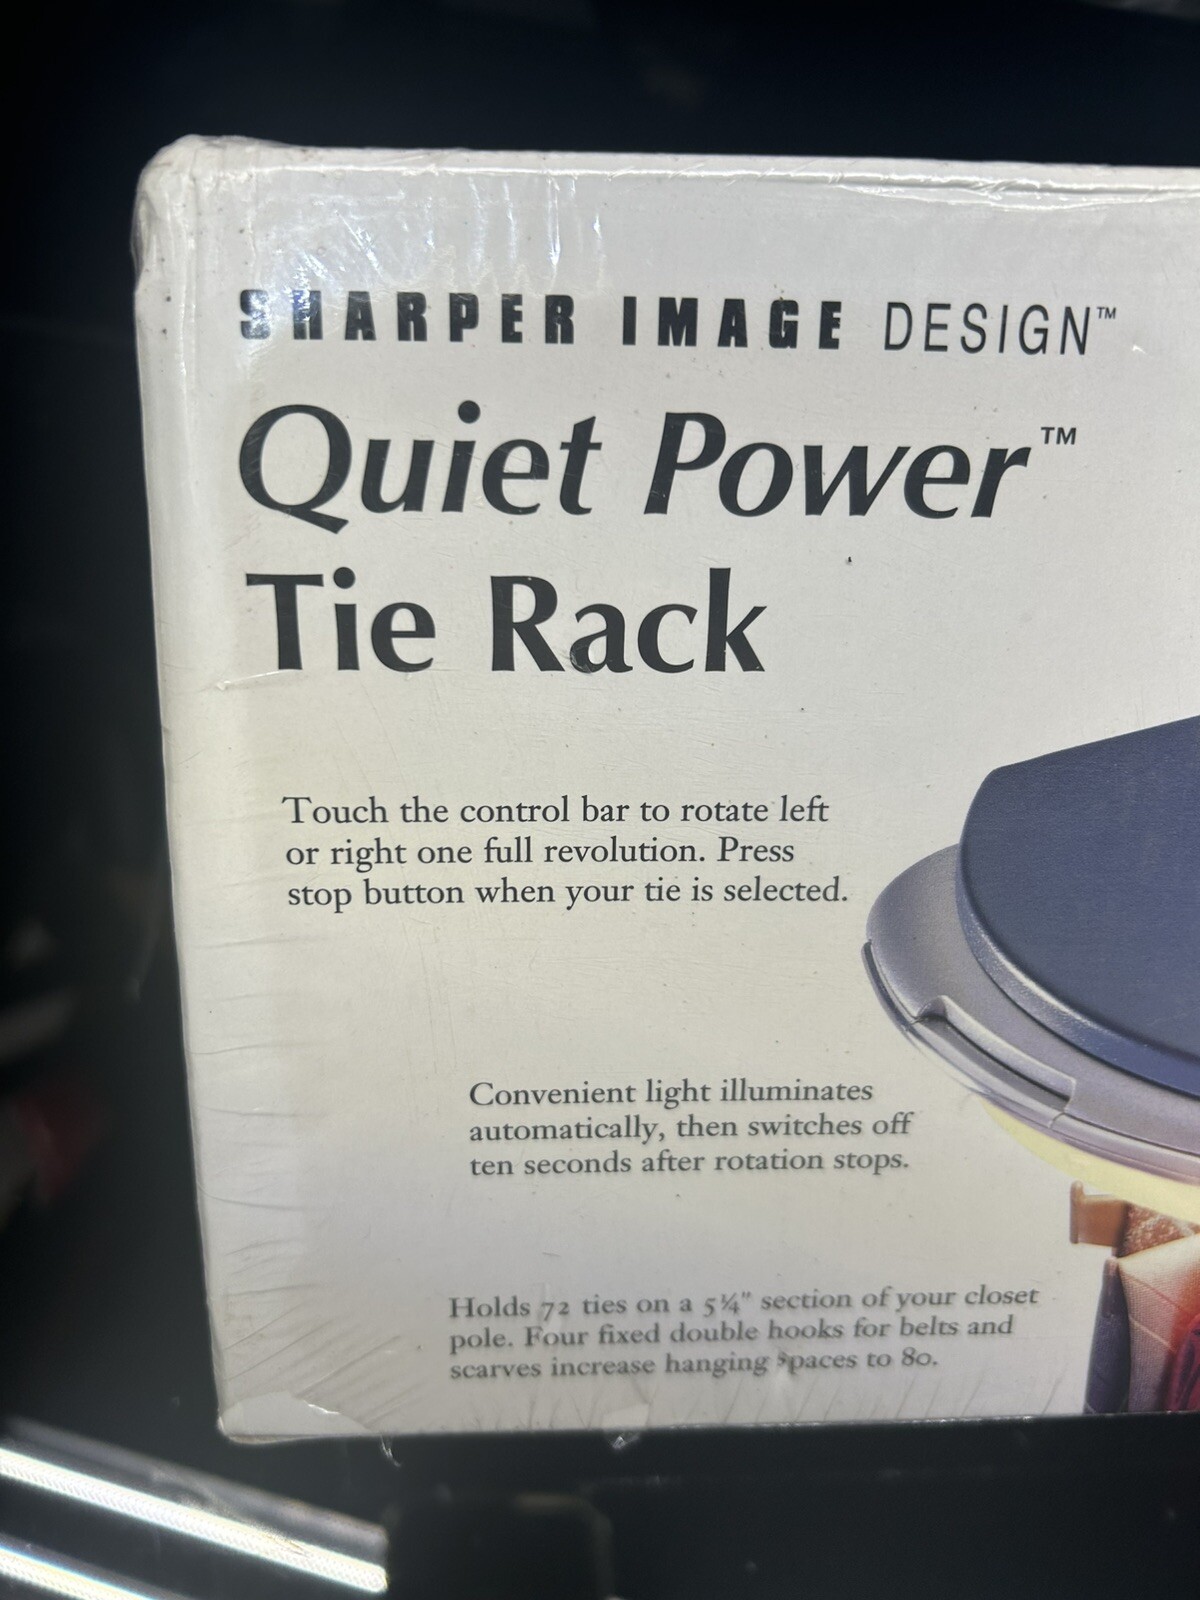 SHARPER IMAGE DESIGN™
Quiet Power™
Tie Rack
Touch the control bar to rotate left
or right one full revolution. Press
stop button when your tie is selected.
Convenient light illuminates
automatically, then switches off
ten seconds after rotation stops.
Holds 72 ties on a 5¼" section of your closet
pole. Four fixed double hooks for belts and
scarves increase hanging spaces to 80.